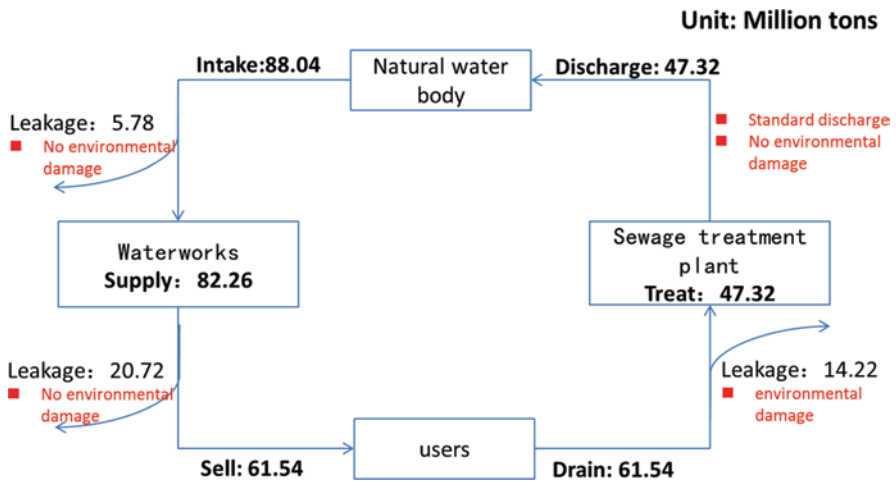 Unit: Million tons
Intake:88.04
Natural water
body
Discharge: 47.32
Leakage：5.78
■ No environmental
damage
■ Standard discharge
■ No environmental
damage
Waterworks
Supply：82.26
Sewage treatment
plant
Treat：47.32
Leakage：20.72
■ No environmental
damage
Leakage：14.22
■ environmental
damage
Sell: 61.54
users
Drain: 61.54